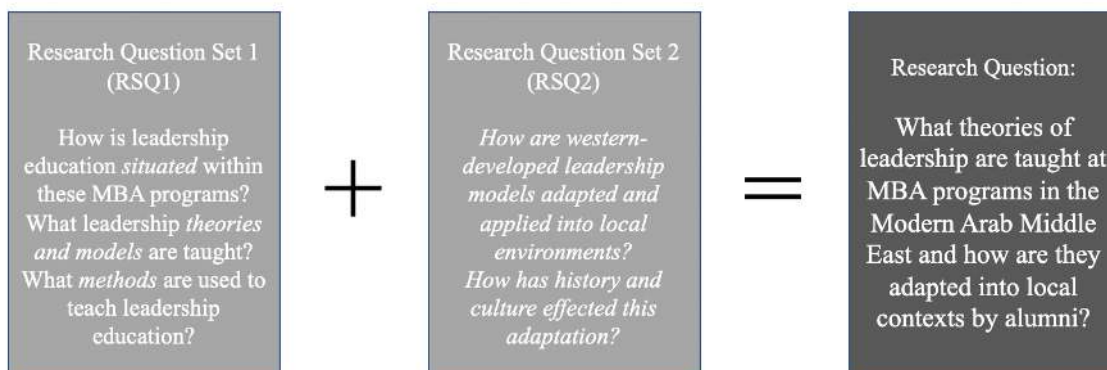 Research Question Set 1
(RSQ1)
How is leadership
education situated within
these MBA programs?
What leadership theories
and models are taught?
What methods are used to
teach leadership
education?
+
Research Question Set 2
(RSQ2)
How are western-
developed leadership
models adapted and
applied into local
environments?
How has history and
culture effected this
adaptation?
=
Research Question:
What theories of
leadership are taught at
MBA programs in the
Modern Arab Middle
East and how are they
adapted into local
contexts by alumni?